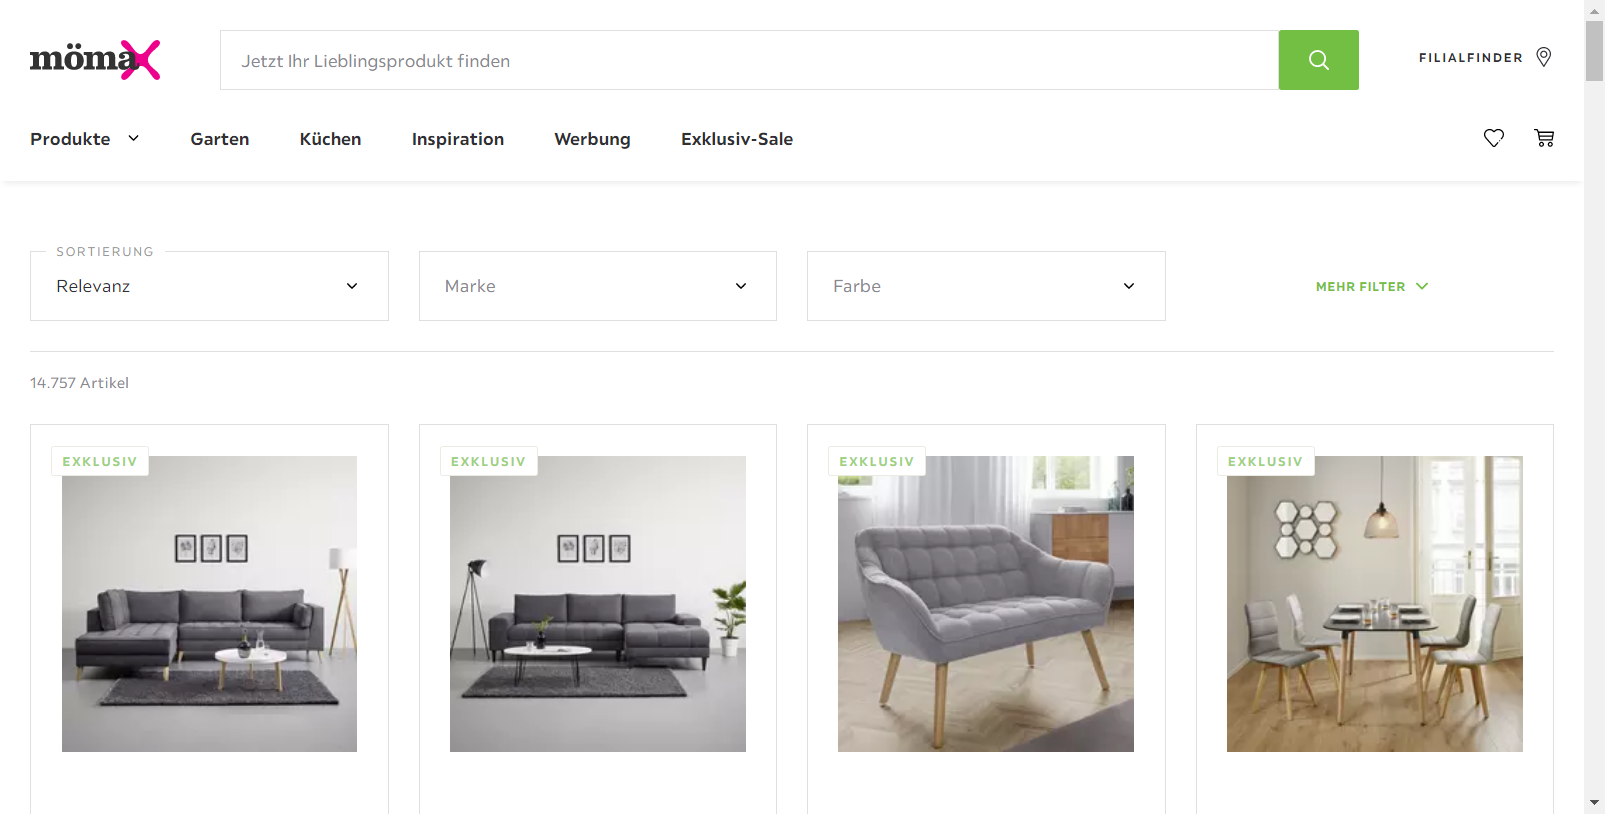 mömax
Jetzt Ihr Lieblingsprodukt finden
FILIALFINDER
Produkte Garten Küchen Inspiration Werbung Exklusiv-Sale
SORTIERUNG
Relevanz Marke Farbe MEHR FILTER
14.757 Artikel
EXKLUSIV EXKLUSIV EXKLUSIV EXKLUSIV